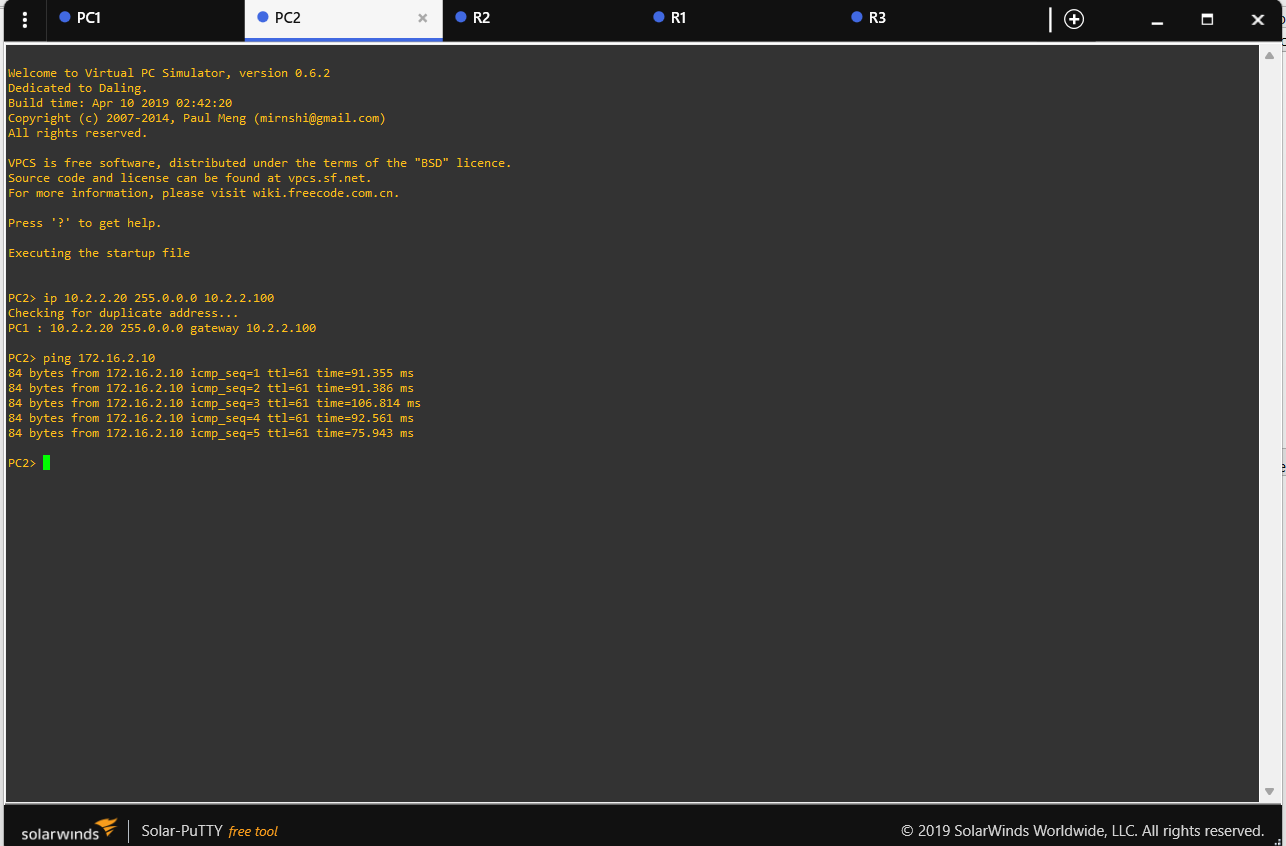 PC1
PC2
R2
R1
R3
Welcome to Virtual PC Simulator, version 0.6.2
Dedicated to Daling.
Build time: Apr 10 2019 02:42:20
Copyright (c) 2007-2014, Paul Meng (mirnshi@gmail.com)
All rights reserved.
VPCS is free software, distributed under the terms of the "BSD" licence.
Source code and license can be found at vpcs.sf.net.
For more information, please visit wiki.freecode.com.cn.
Press '?' to get help.
Executing the startup file
PC2> ip 10.2.2.20 255.0.0.0 10.2.2.100
Checking for duplicate address...
PC1 : 10.2.2.20 255.0.0.0 gateway 10.2.2.100
PC2> ping 172.16.2.10
84 bytes from 172.16.2.10 icmp_seq=1 ttl=61 time=91.355 ms
84 bytes from 172.16.2.10 icmp_seq=2 ttl=61 time=91.386 ms
84 bytes from 172.16.2.10 icmp_seq=3 ttl=61 time=106.814 ms
84 bytes from 172.16.2.10 icmp_seq=4 ttl=61 time=92.561 ms
84 bytes from 172.16.2.10 icmp_seq=5 ttl=61 time=75.943 ms
PC2>
solarwinds
Solar-PuTTY free tool
© 2019 SolarWinds Worldwide, LLC. All rights reserved.